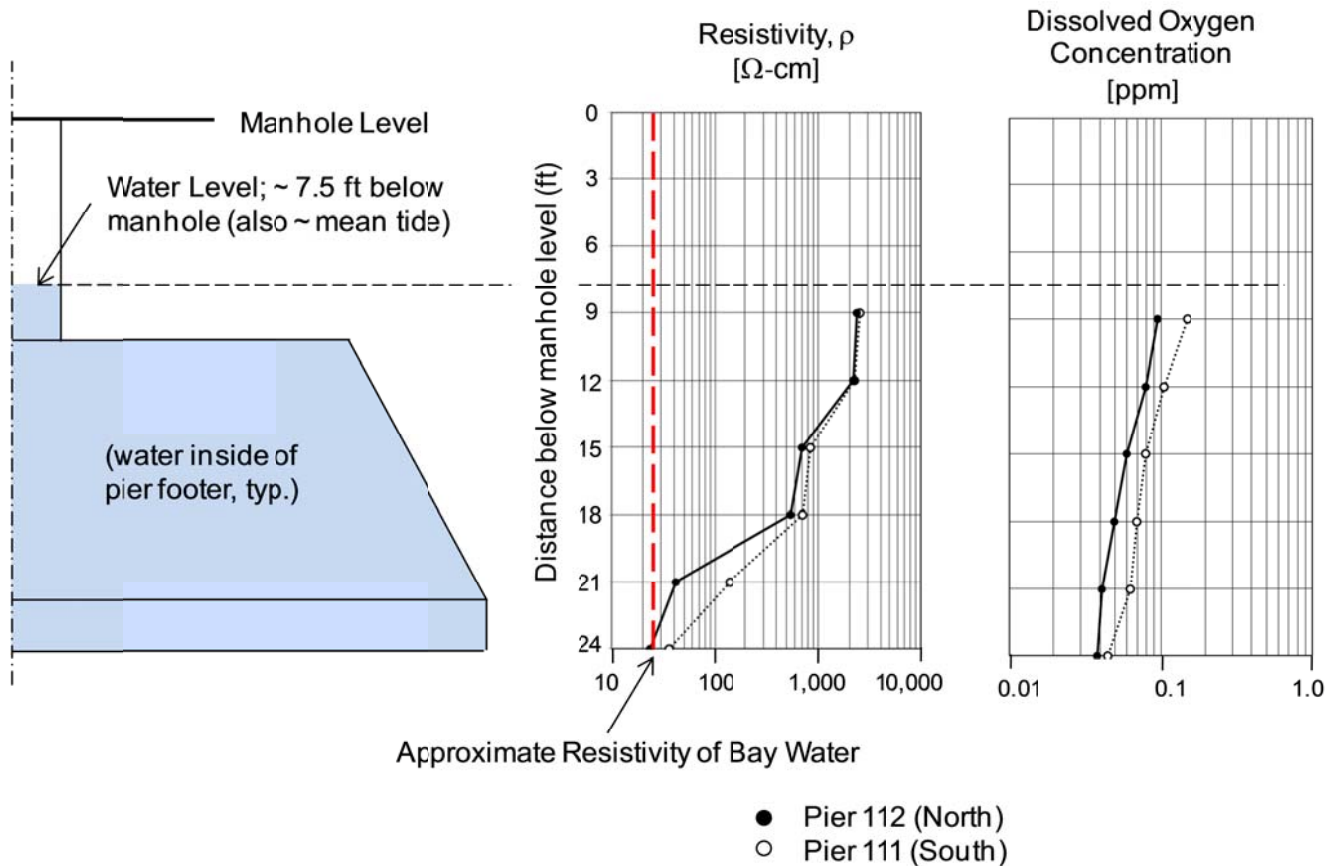 Resistivity, ρ
[Ω-cm]
Dissolved Oxygen
Concentration
[ppm]
Manhole Level
Water Level; ~ 7.5 ft below
manhole (also ~ mean tide)
(water inside of
pier footer, typ.)
Distance below manhole level (ft)
0
3
6
9
12
15
18
21
24
10 100 1,000 10,000
0.01 0.1 1.0
Approximate Resistivity of Bay Water
Pier 112 (North)
Pier 111 (South)